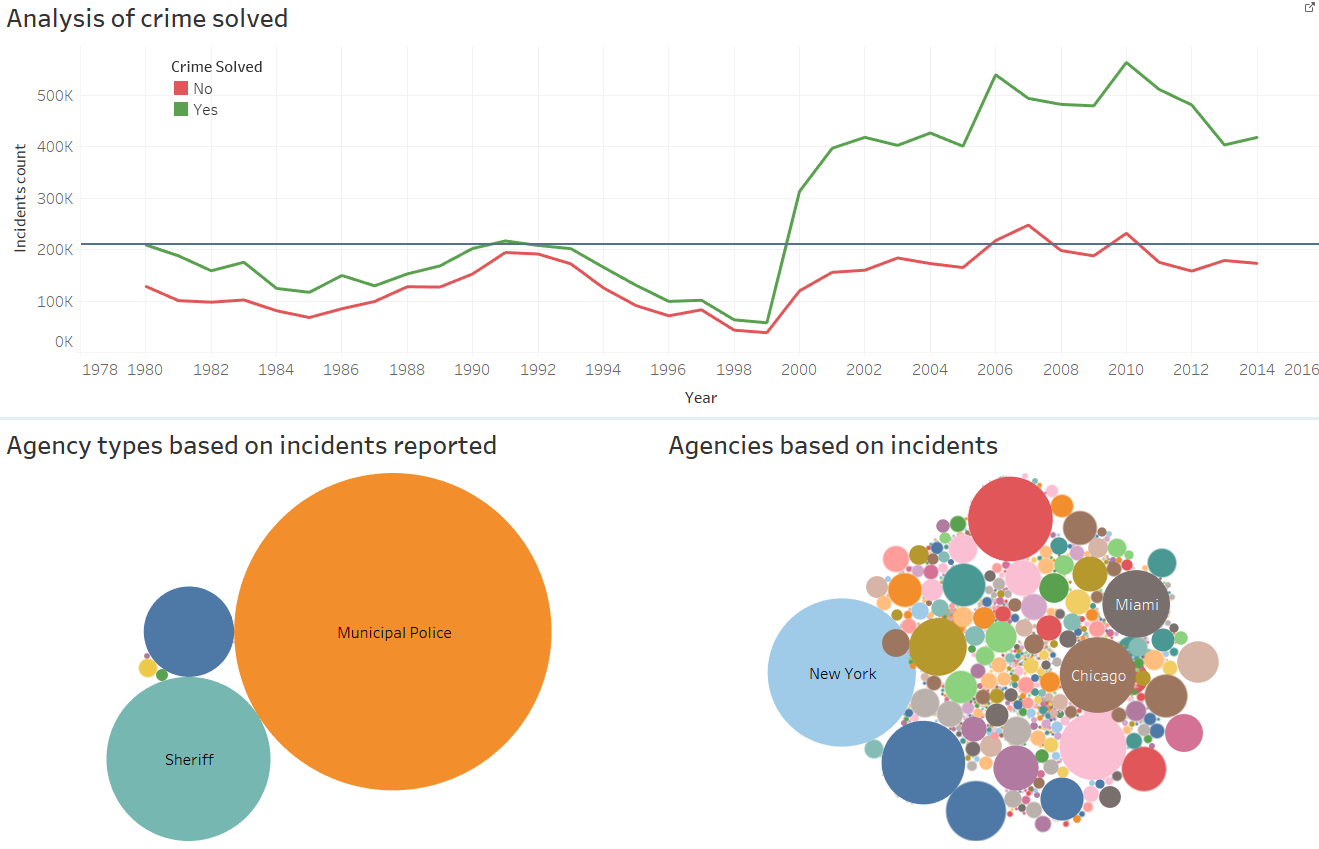 Analysis of crime solved
Crime Solved
No
Yes
Incidents count
500K
400K
300K
200K
100K
0K
1978 1980 1982 1984 1986 1988 1990 1992 1994 1996 1998 2000 2002 2004 2006 2008 2010 2012 2014 2016
Year
Agency types based on incidents reported
Municipal Police
Sheriff
Agencies based on incidents
Miami
New York
Chicago